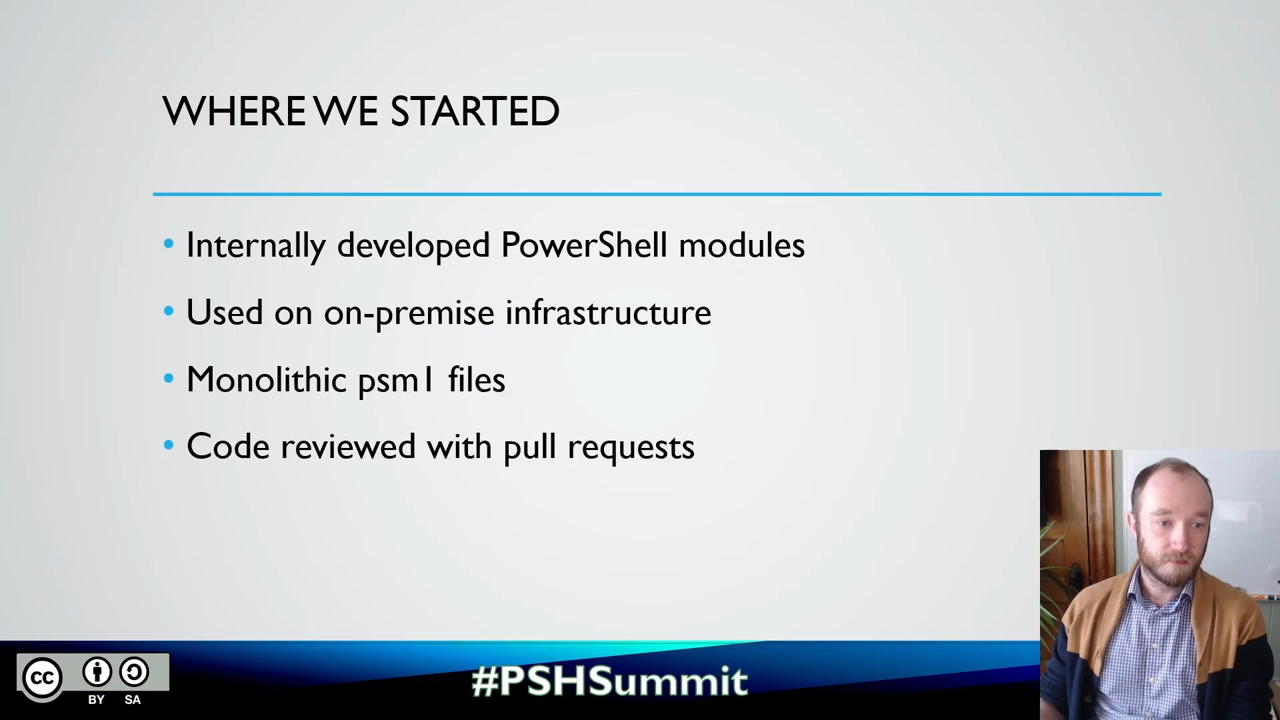 WHERE WE STARTED
• Internally developed PowerShell modules
• Used on on-premise infrastructure
• Monolithic psm1 files
• Code reviewed with pull requests
cc
BY SA
#PSHSummit